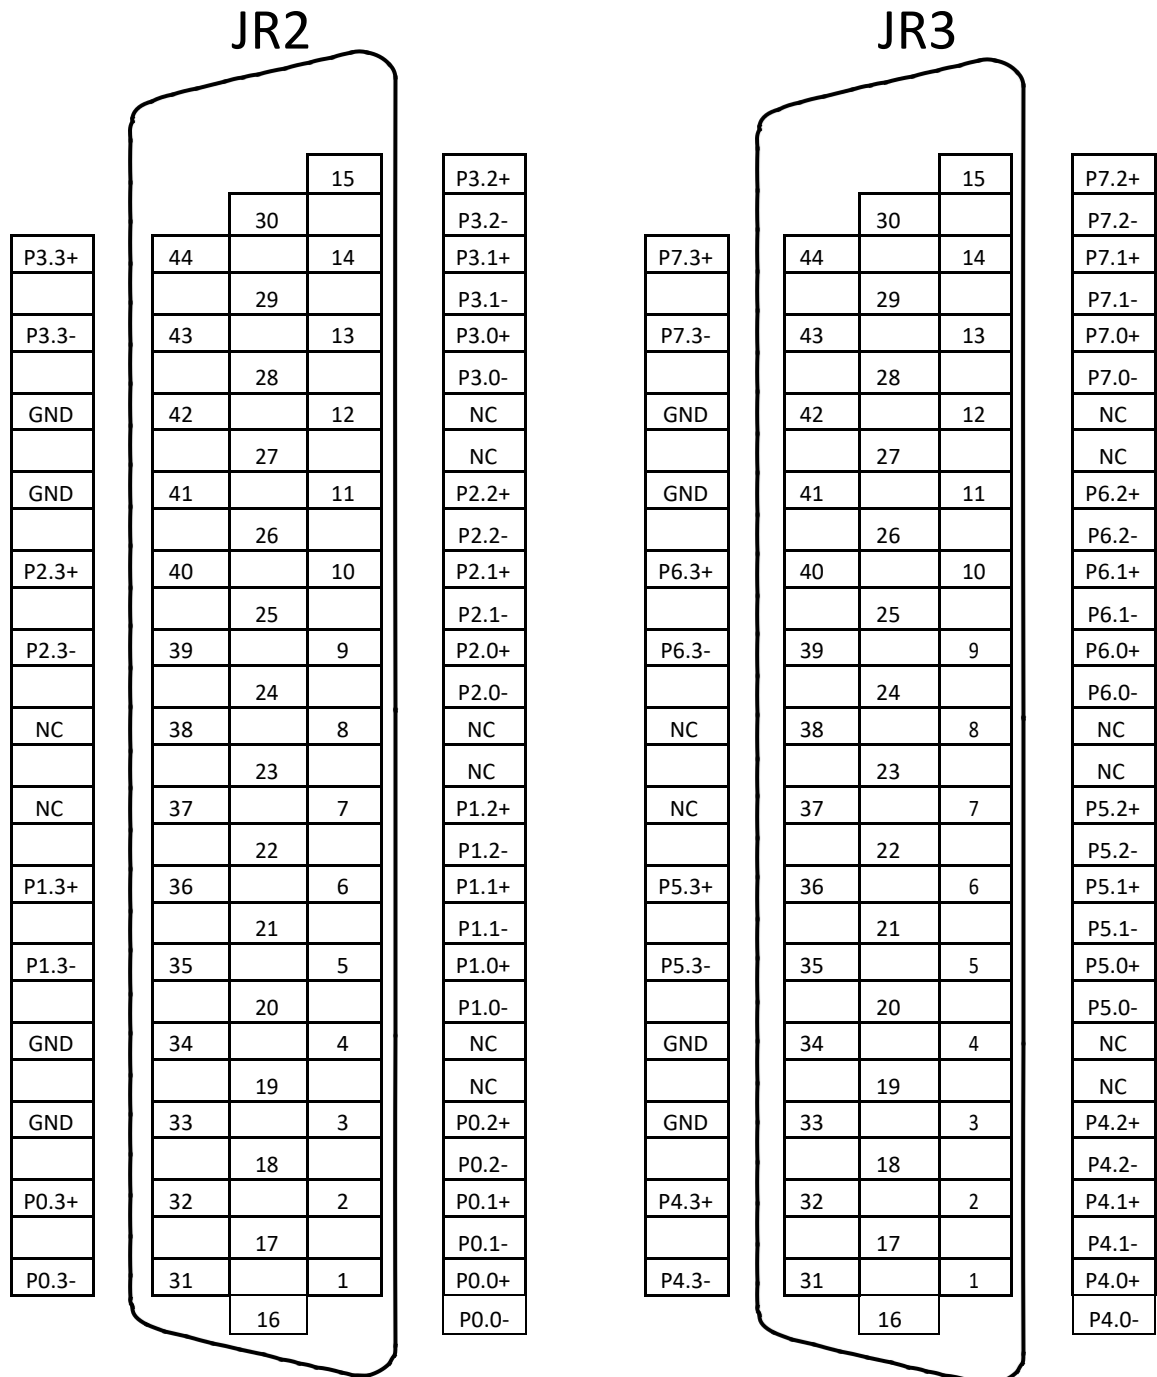 JR2 JR3
15 P3.2+ 15 P7.2+
30 P3.2- 30 P7.2-
P3.3+ 44 14 P3.1+ P7.3+ 44 14 P7.1+
29 P3.1- 29 P7.1-
P3.3- 43 13 P3.0+ P7.3- 43 13 P7.0+
28 P3.0- 28 P7.0-
GND 42 12 NC GND 42 12 NC
27 NC 27 NC
GND 41 11 P2.2+ GND 41 11 P6.2+
26 P2.2- 26 P6.2-
P2.3+ 40 10 P2.1+ P6.3+ 40 10 P6.1+
25 P2.1- 25 P6.1-
P2.3- 39 9 P2.0+ P6.3- 39 9 P6.0+
24 P2.0- 24 P6.0-
NC 38 8 NC NC 38 8 NC
23 NC 23 NC
NC 37 7 P1.2+ NC 37 7 P5.2+
22 P1.2- 22 P5.2-
P1.3+ 36 6 P1.1+ P5.3+ 36 6 P5.1+
21 P1.1- 21 P5.1-
P1.3- 35 5 P1.0+ P5.3- 35 5 P5.0+
20 P1.0- 20 P5.0-
GND 34 4 NC GND 34 4 NC
19 NC 19 NC
GND 33 3 P0.2+ GND 33 3 P4.2+
18 P0.2- 18 P4.2-
P0.3+ 32 2 P0.1+ P4.3+ 32 2 P4.1+
17 P0.1- 17 P4.1-
P0.3- 31 1 P0.0+ P4.3- 31 1 P4.0+
16 P0.0- 16 P4.0-